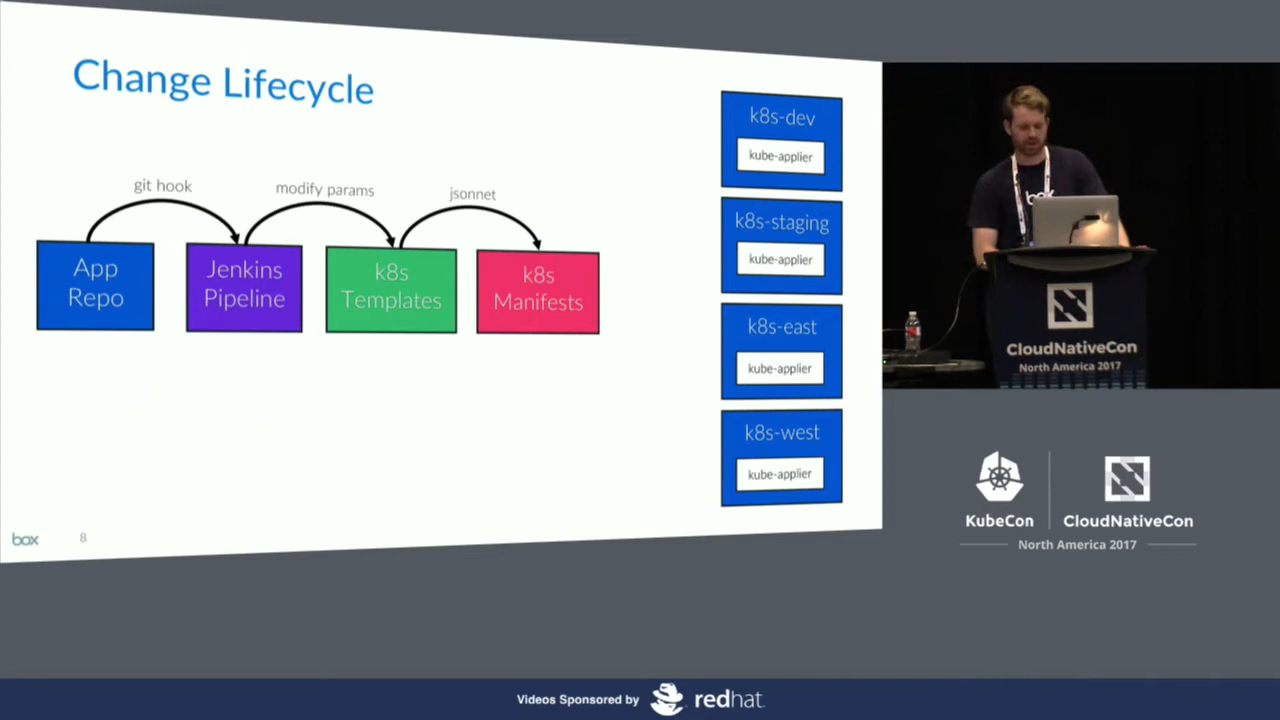 Change Lifecycle
git hook
modify params
jsonnet
App
Repo
Jenkins
Pipeline
k8s
Templates
k8s
Manifests
k8s-dev
kube-applier
k8s-staging
kube-applier
k8s-east
kube-applier
k8s-west
kube-applier
box
8
box
CloudNativeCon
North America 2017
KubeCon
CloudNativeCon
North America 2017
Videos Sponsored by
redhat.